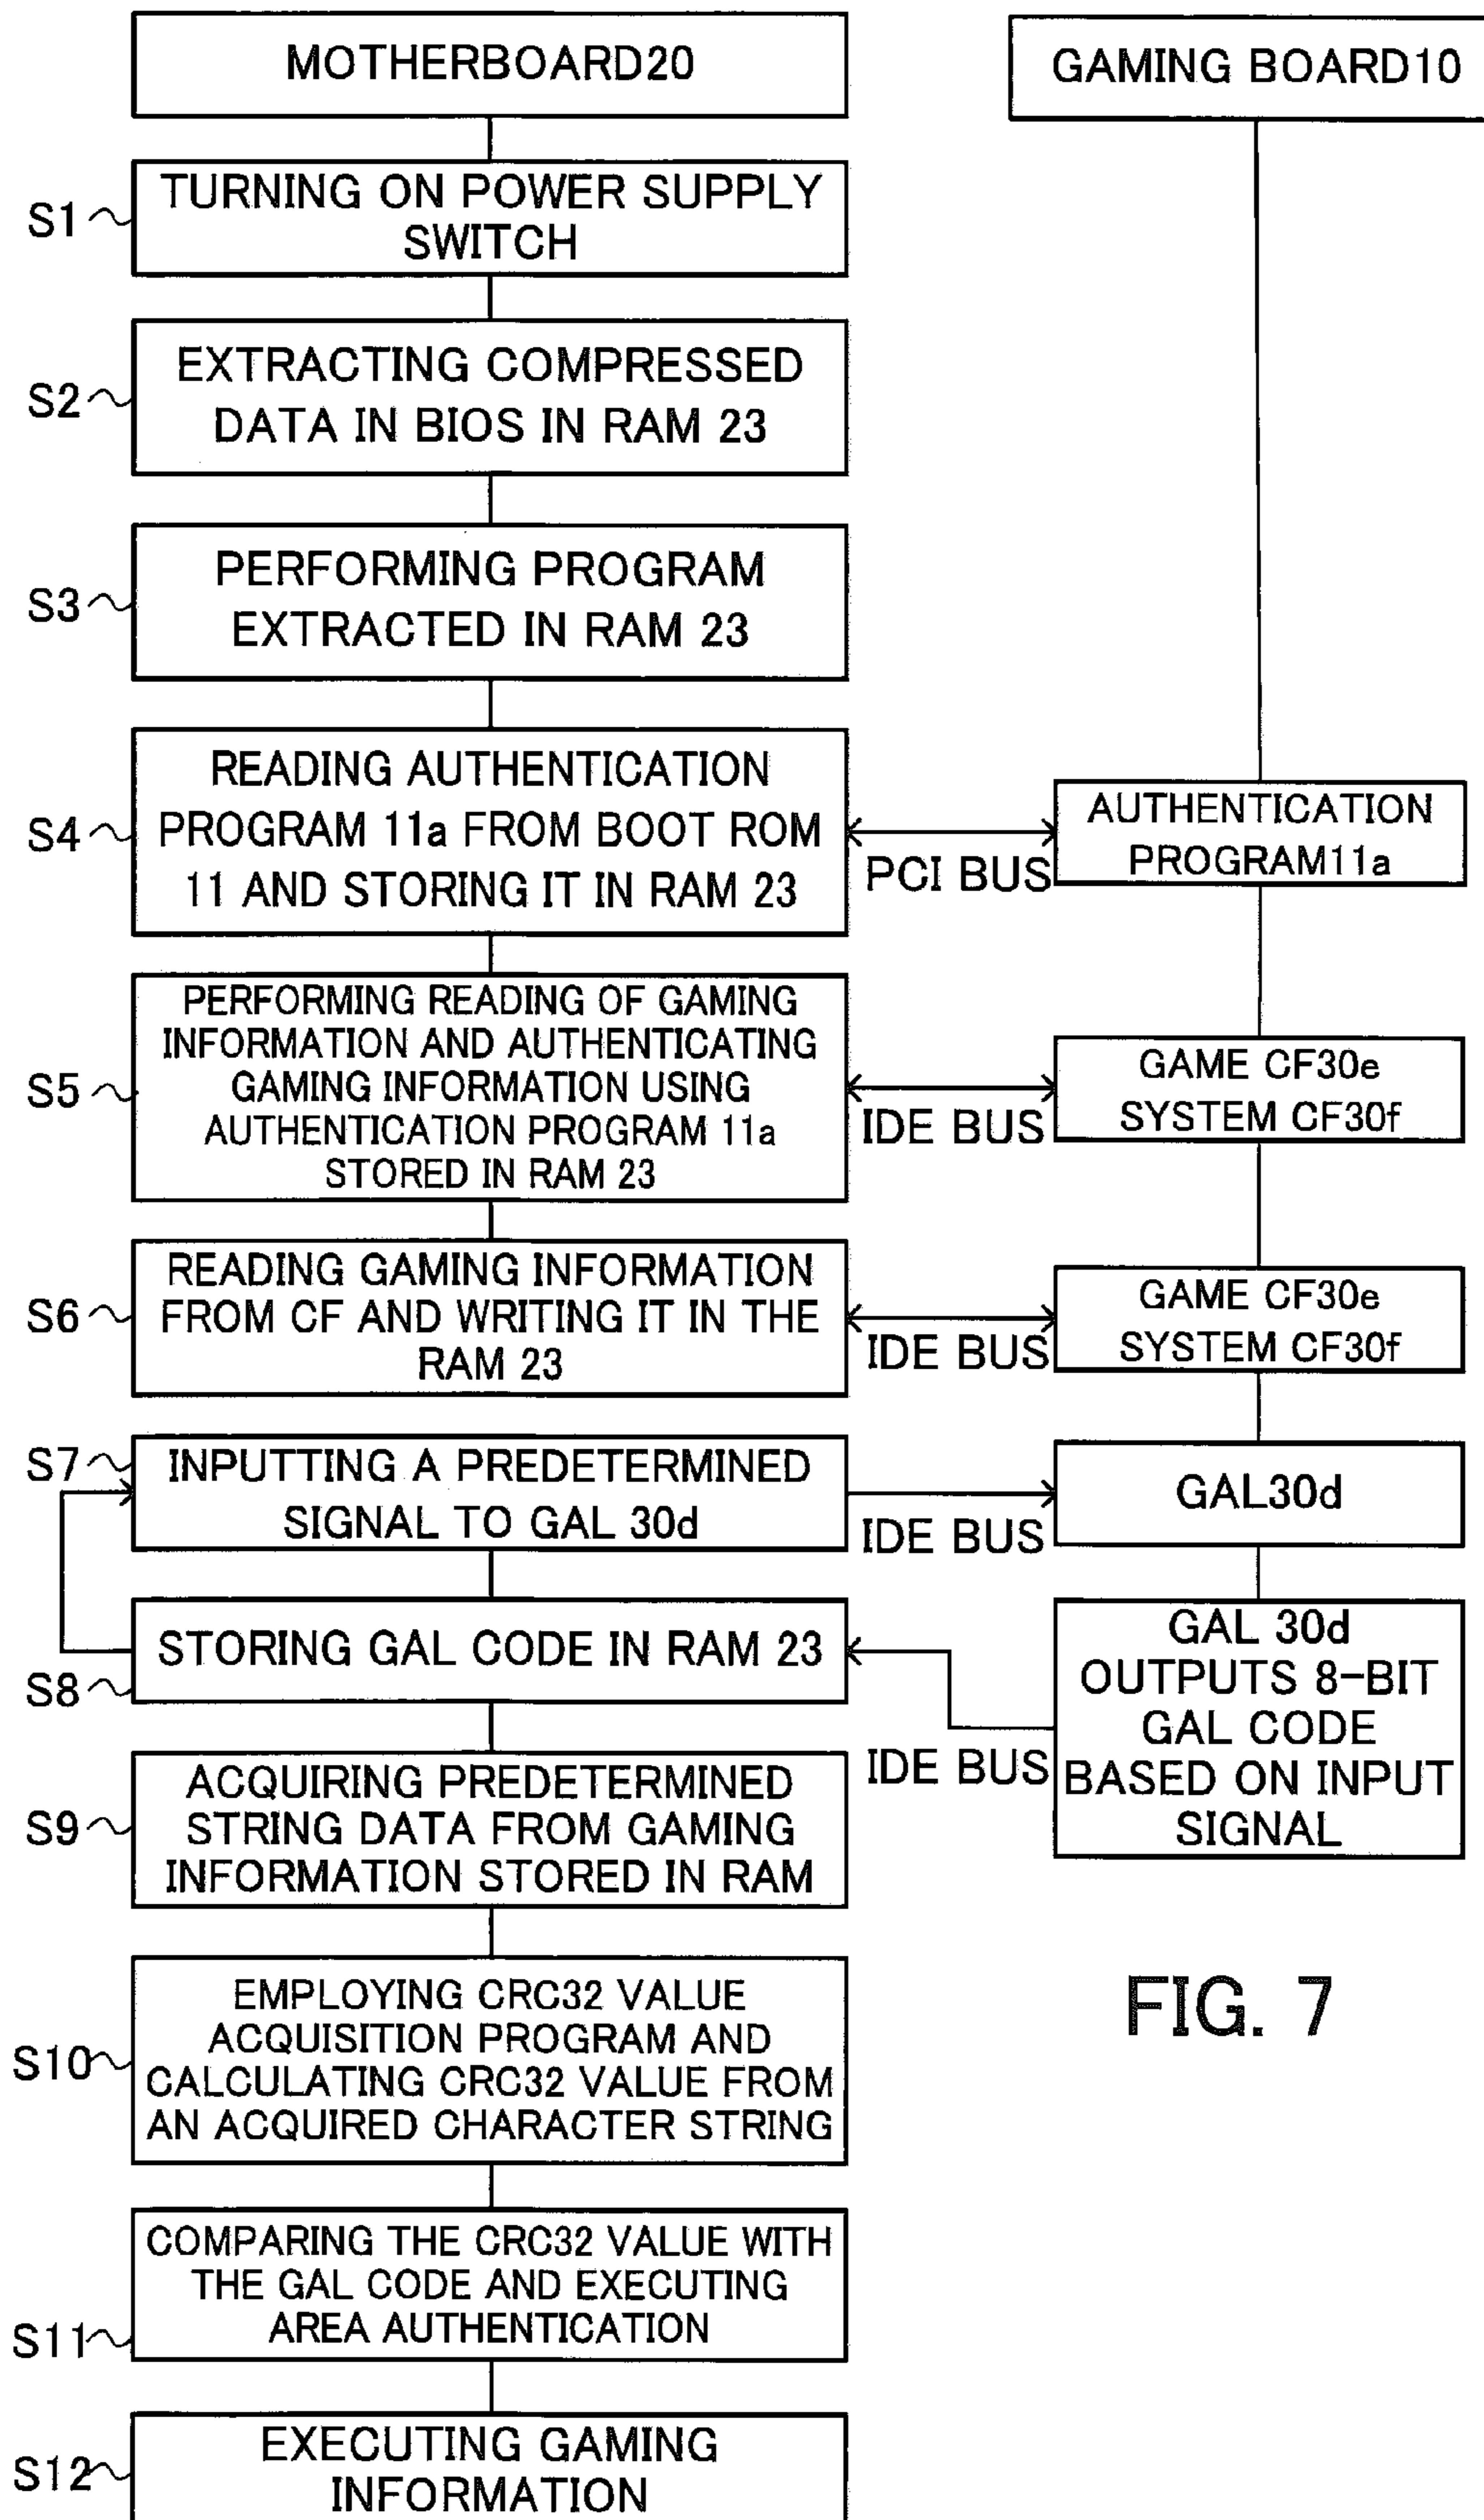 MOTHERBOARD20
GAMING BOARD10
S1
TURNING ON POWER SUPPLY
SWITCH
S2
EXTRACTING COMPRESSED
DATA IN BIOS IN RAM 23
S3
PERFORMING PROGRAM
EXTRACTED IN RAM 23
S4
READING AUTHENTICATION
PROGRAM 11a FROM BOOT ROM
11 AND STORING IT IN RAM 23
PCI BUS
AUTHENTICATION
PROGRAM11a
S5
PERFORMING READING OF GAMING
INFORMATION AND AUTHENTICATING
GAMING INFORMATION USING
AUTHENTICATION PROGRAM 11a
STORED IN RAM 23
IDE BUS
GAME CF30e
SYSTEM CF30f
S6
READING GAMING INFORMATION
FROM CF AND WRITING IT IN THE
RAM 23
IDE BUS
GAME CF30e
SYSTEM CF30f
S7
INPUTTING A PREDETERMINED
SIGNAL TO GAL 30d
IDE BUS
GAL30d
S8
STORING GAL CODE IN RAM 23
IDE BUS
GAL 30d
OUTPUTS 8-BIT
GAL CODE
BASED ON INPUT
SIGNAL
S9
ACQUIRING PREDETERMINED
STRING DATA FROM GAMING
INFORMATION STORED IN RAM
S10
EMPLOYING CRC32 VALUE
ACQUISITION PROGRAM AND
CALCULATING CRC32 VALUE FROM
AN ACQUIRED CHARACTER STRING
FIG. 7
S11
COMPARING THE CRC32 VALUE WITH
THE GAL CODE AND EXECUTING
AREA AUTHENTICATION
S12
EXECUTING GAMING
INFORMATION